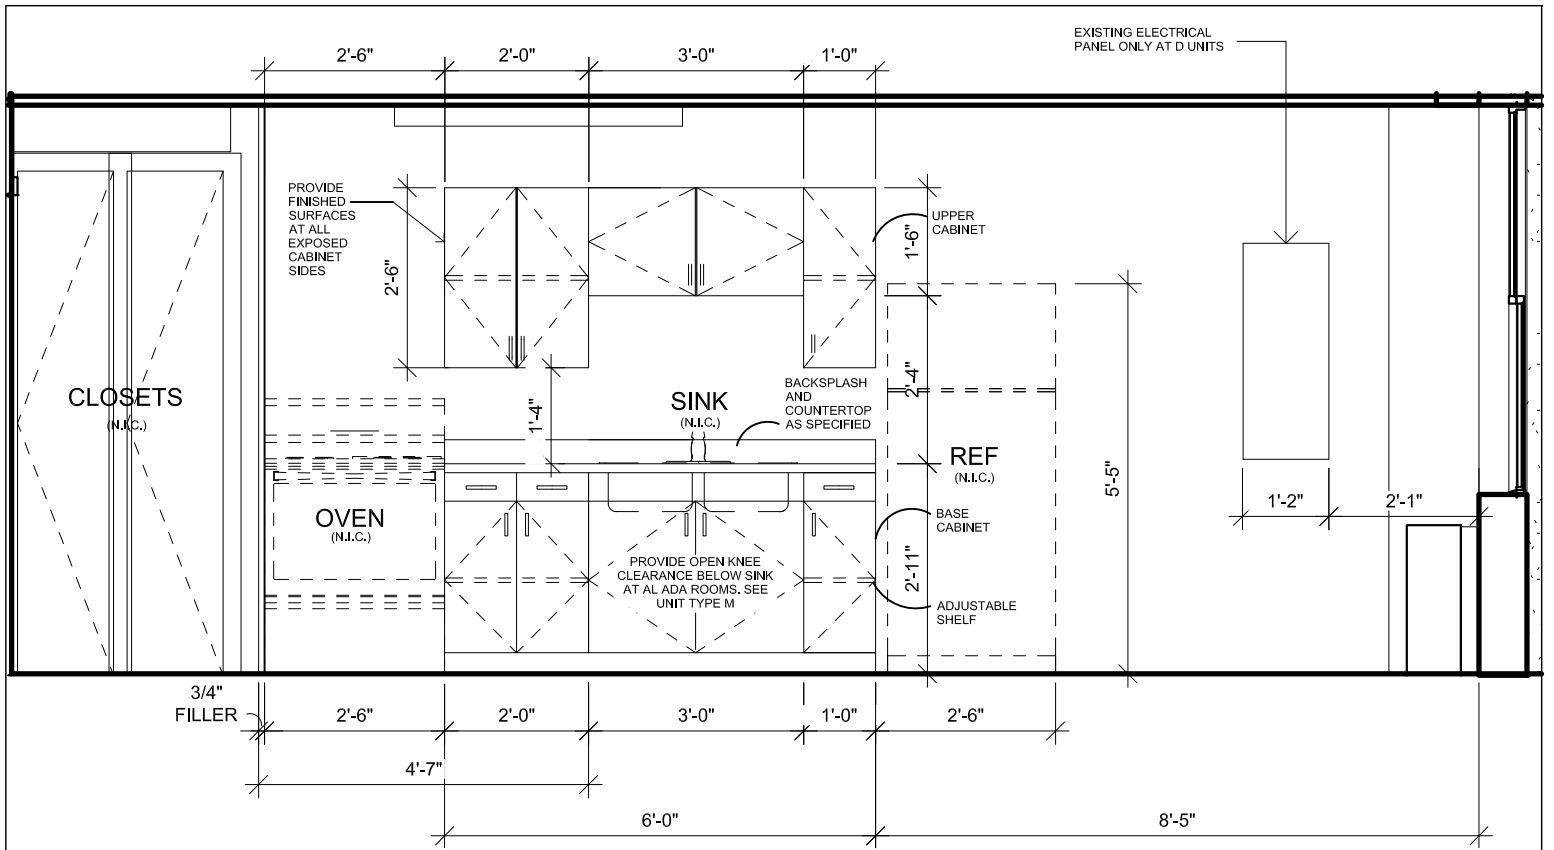 EXISTING ELECTRICAL
PANEL ONLY AT D UNITS
2'-6"
2'-0"
3'-0"
1'-0"
PROVIDE
FINISHED
SURFACES
AT ALL
EXPOSED
CABINET
SIDES
2'-6"
UPPER
CABINET
1'-6"
CLOSETS
(N.I.C.)
1'-4"
SINK
(N.I.C.)
BACKSPLASH
AND
COUNTERTOP
AS SPECIFIED
2'-4"
REF
(N.I.C.)
5'-5"
1'-2"
2'-1"
OVEN
(N.I.C.)
BASE
CABINET
PROVIDE OPEN KNEE
CLEARANCE BELOW SINK
AT AL ADA ROOMS. SEE
UNIT TYPE M
2'-11"
ADJUSTABLE
SHELF
3/4"
FILLER
2'-6"
2'-0"
3'-0"
1'-0"
2'-6"
4'-7"
6'-0"
8'-5"